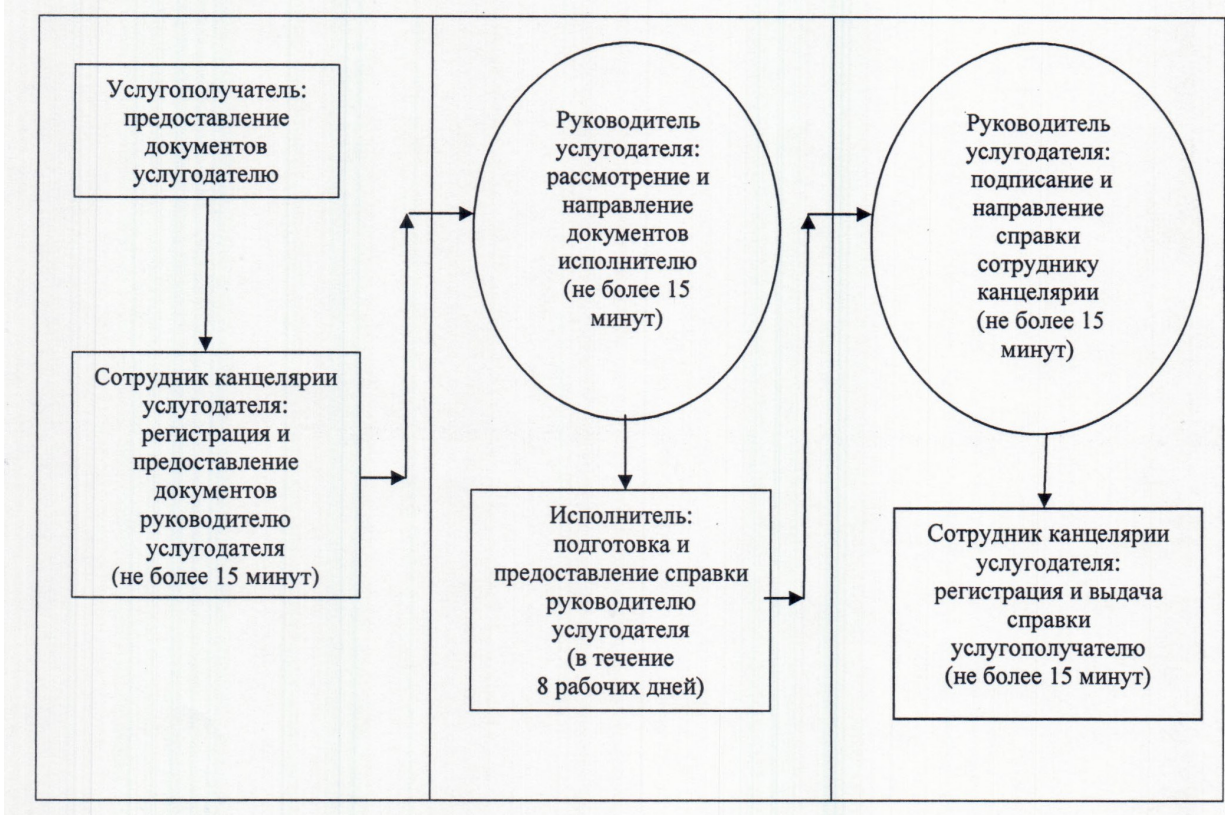 Услугополучатель:
предоставление
документов
услугодателю
Сотрудник канцелярии
услугодателя:
регистрация и
предоставление
документов
руководителю
услугодателя
(не более 15 минут)
Руководитель
услугодателя:
рассмотрение и
направление
документов
исполнителю
(не более 15
минут)
Исполнитель:
подготовка и
предоставление справки
руководителю
услугодателя
(в течение
8 рабочих дней)
Руководитель
услугодателя:
подписание и
направление
справки
сотруднику
канцелярии
(не более 15
минут)
Сотрудник канцелярии
услугодателя:
регистрация и выдача
справки
услугополучателю
(не более 15 минут)